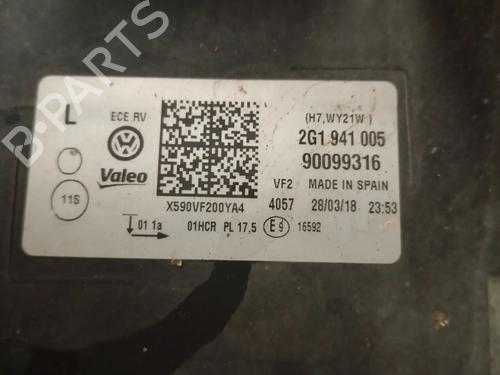 B-PARTS
L
ECE RV
(H7,WY21W )
2G1 941 005
90099316
Valeo
11S
X590VF200YA4
VF2 MADE IN SPAIN
4057 28/03/18 23:53
01 1a 01HCR PL 17,5 E9 16592